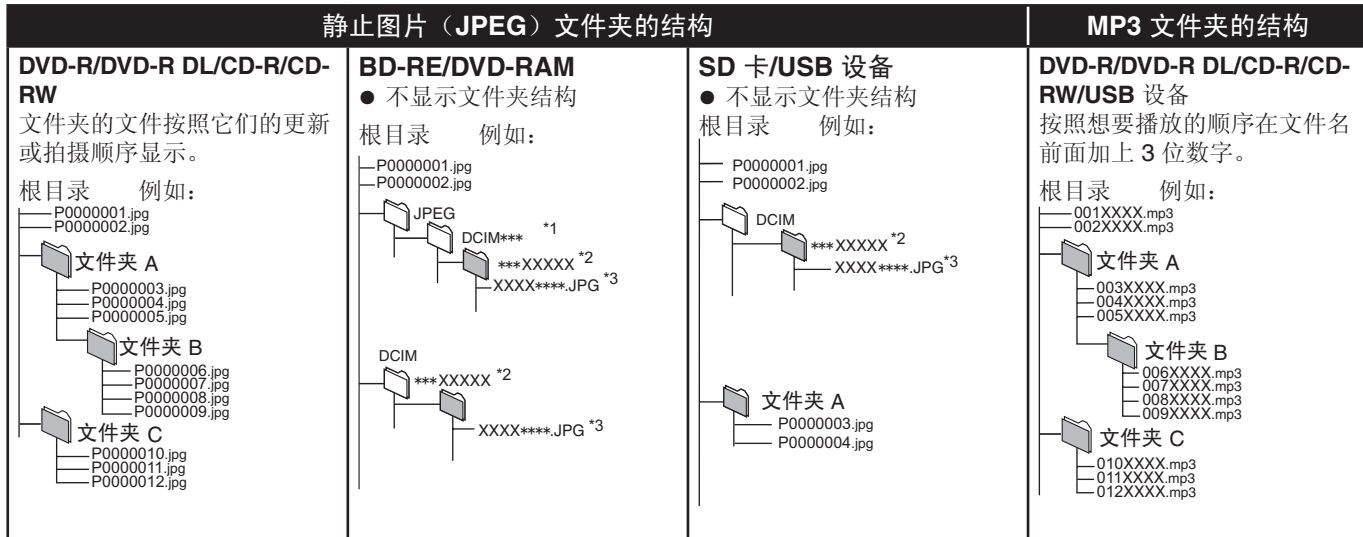 静止图片（JPEG）文件夹的结构
MP3 文件夹的结构
DVD-R/DVD-R DL/CD-R/CD-
RW
文件夹的文件按照它们的更新
或拍摄顺序显示。
根目录 例如：
P0000001.jpg
P0000002.jpg
文件夹 A
P0000003.jpg
P0000004.jpg
P0000005.jpg
文件夹 B
P0000006.jpg
P0000007.jpg
P0000008.jpg
P0000009.jpg
文件夹 C
P0000010.jpg
P0000011.jpg
P0000012.jpg
BD-RE/DVD-RAM
● 不显示文件夹结构
根目录 例如：
P0000001.jpg
P0000002.jpg
JPEG
DCIM*** *1
***XXXXX *2
XXXX****.JPG *3
DCIM
***XXXXX *2
XXXX****.JPG *3
SD 卡/USB 设备
● 不显示文件夹结构
根目录 例如：
P0000001.jpg
P0000002.jpg
DCIM
***XXXXX *2
XXXX****.JPG*3
文件夹 A
P0000003.jpg
P0000004.jpg
DVD-R/DVD-R DL/CD-R/CD-
RW/USB 设备
按照想要播放的顺序在文件名
前面加上 3 位数字。
根目录 例如：
001XXXX.mp3
002XXXX.mp3
文件夹 A
003XXXX.mp3
004XXXX.mp3
005XXXX.mp3
文件夹 B
006XXXX.mp3
007XXXX.mp3
008XXXX.mp3
009XXXX.mp3
文件夹 C
010XXXX.mp3
011XXXX.mp3
012XXXX.mp3